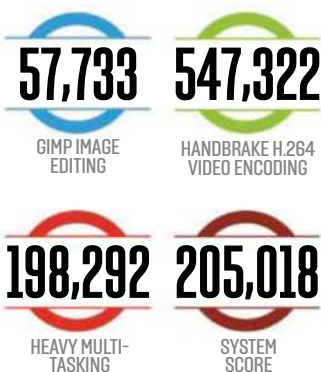 57,733
GIMP IMAGE
EDITING
547,322
HANDBRAKE H.264
VIDEO ENCODING
198,292
HEAVY MULTI-
TASKING
205,018
SYSTEM
SCORE